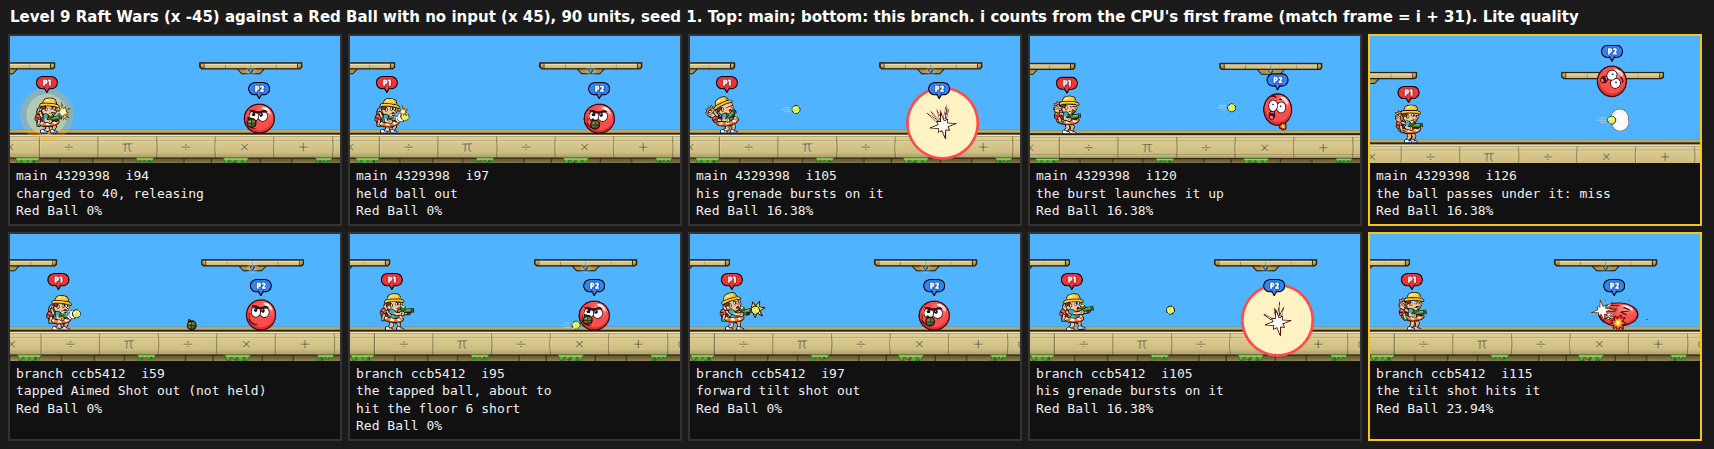 Level 9 Raft Wars (x -45) against a Red Ball with no input (x 45), 90 units, seed 1. Top: main; bottom: this branch. i counts from the CPU's first frame (match frame = i + 31). Lite quality
P1
P2
÷ π ÷ × +
main 4329398 i94
charged to 40, releasing
Red Ball 0%
P1
P2
÷ π ÷ × +
main 4329398 i97
held ball out
Red Ball 0%
P1
P2
÷ π ÷ +
main 4329398 i105
his grenade bursts on it
Red Ball 16.38%
P1
P2
÷ π ÷ × +
main 4329398 i120
the burst launches it up
Red Ball 16.38%
P2
P1
× ÷ π ÷ × +
main 4329398 i126
the ball passes under it: miss
Red Ball 16.38%
P1
P2
÷ π ÷ × +
branch ccb5412 i59
tapped Aimed Shot out (not held)
Red Ball 0%
P1
P2
÷ π ÷ × +
branch ccb5412 i95
the tapped ball, about to
hit the floor 6 short
Red Ball 0%
P1
P2
÷ π ÷ × +
branch ccb5412 i97
forward tilt shot out
Red Ball 0%
P1
P2
÷ π ÷ × +
branch ccb5412 i105
his grenade bursts on it
Red Ball 16.38%
P1
P2
÷ π ÷ × +
branch ccb5412 i115
the tilt shot hits it
Red Ball 23.94%